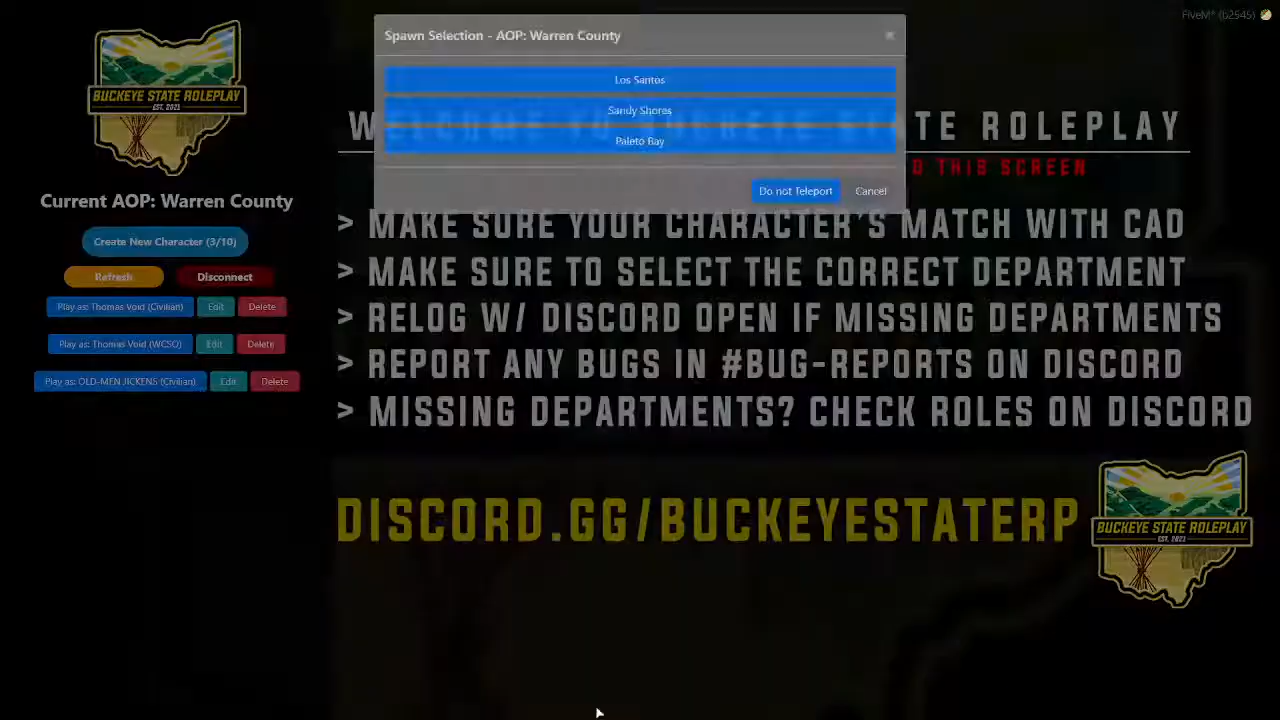 FiveM* (b2545)
BUCKEYE STATE ROLEPLAY
EST. 2021
Current AOP: Warren County
Create New Character (3/10)
Refresh
Disconnect
Play as: Thomas Void (Civilian)
Edit
Delete
Play as: Thomas Void (WCSO)
Edit
Delete
Play as: OLD-MEN JICKENS (Civilian)
Edit
Delete
Spawn Selection - AOP: Warren County
×
Los Santos
Sandy Shores
Paleto Bay
Do not Teleport
Cancel
TE ROLEPLAY
THIS SCREEN
> MAKE SURE YOUR CHARACTER'S MATCH WITH CAD
> MAKE SURE TO SELECT THE CORRECT DEPARTMENT
> RELOG W/ DISCORD OPEN IF MISSING DEPARTMENTS
> REPORT ANY BUGS IN #BUG-REPORTS ON DISCORD
> MISSING DEPARTMENTS? CHECK ROLES ON DISCORD
DISCORD.GG/BUCKEYESTATERP
BUCKEYE STATE ROLEPLAY
EST. 2021